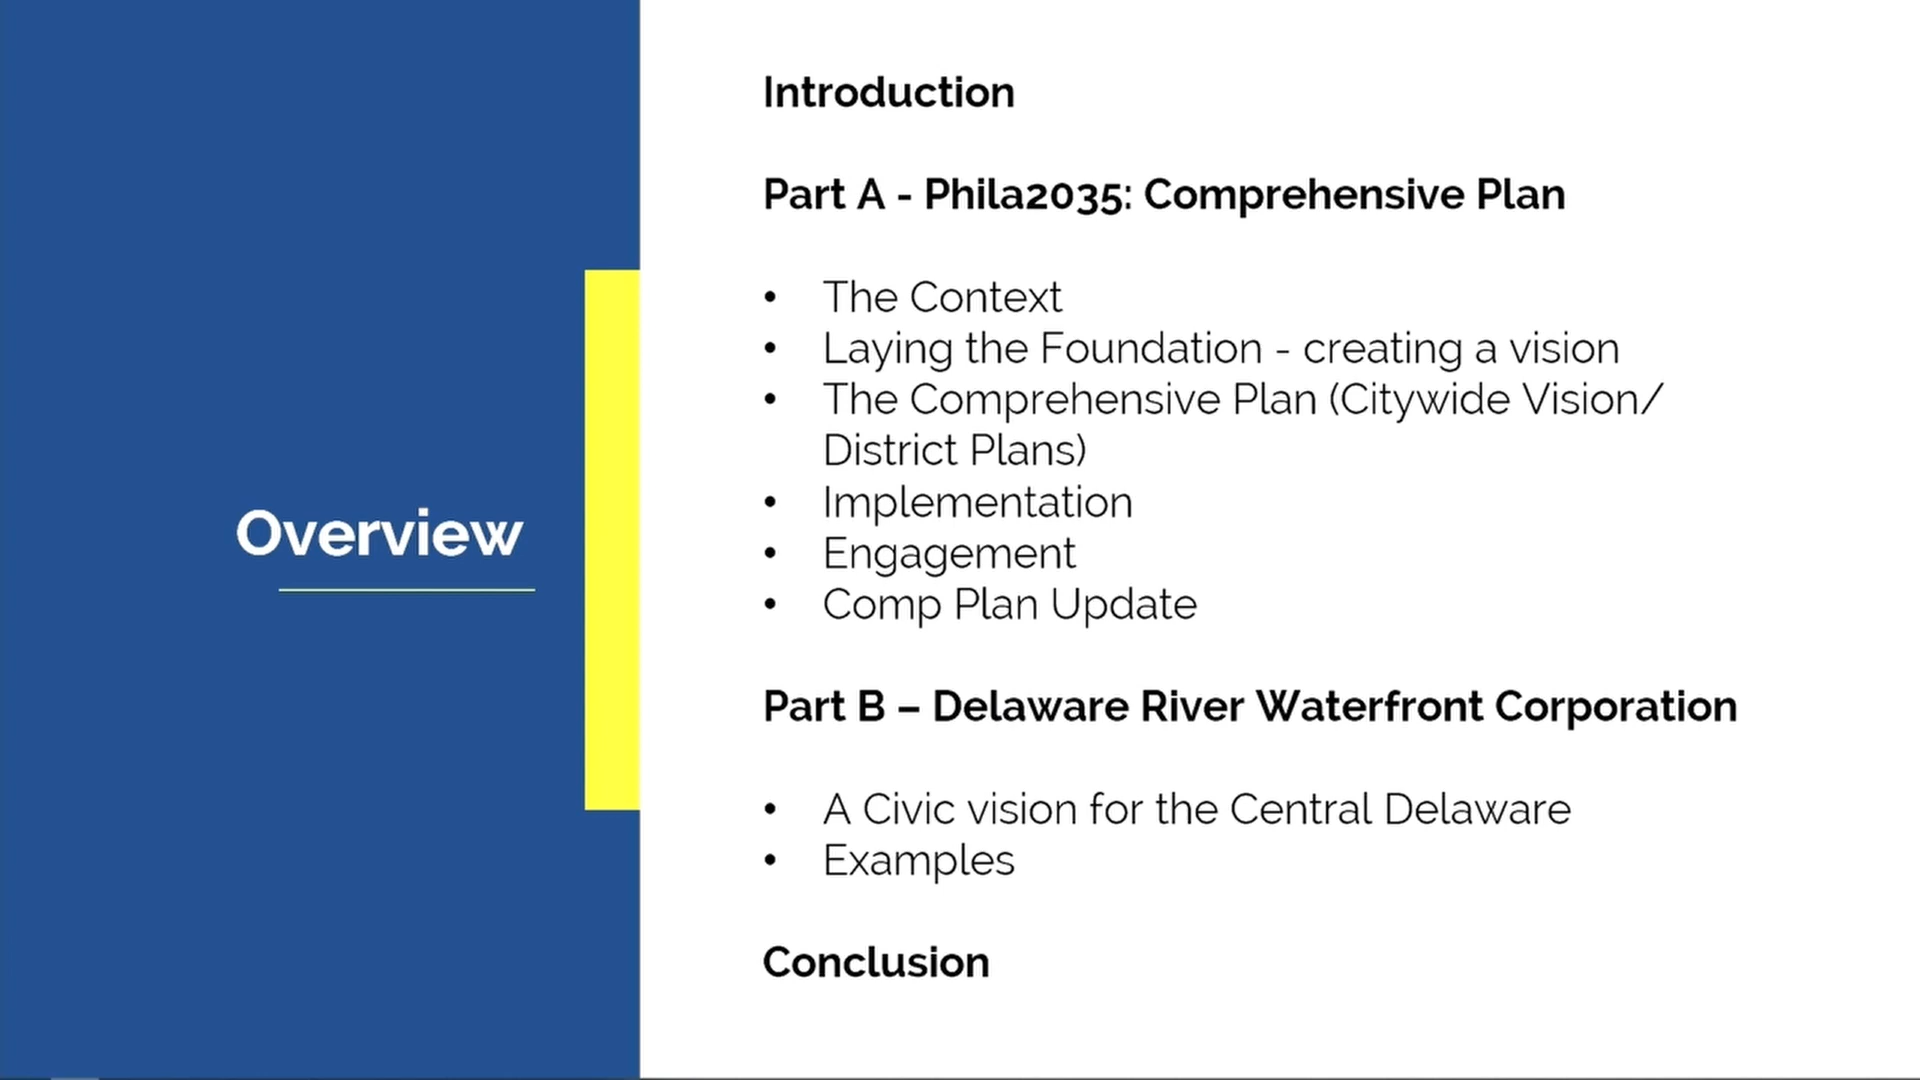 Overview
Introduction
Part A - Phila2035: Comprehensive Plan
• The Context
• Laying the Foundation - creating a vision
• The Comprehensive Plan (Citywide Vision/
District Plans)
• Implementation
• Engagement
• Comp Plan Update
Part B – Delaware River Waterfront Corporation
• A Civic vision for the Central Delaware
• Examples
Conclusion